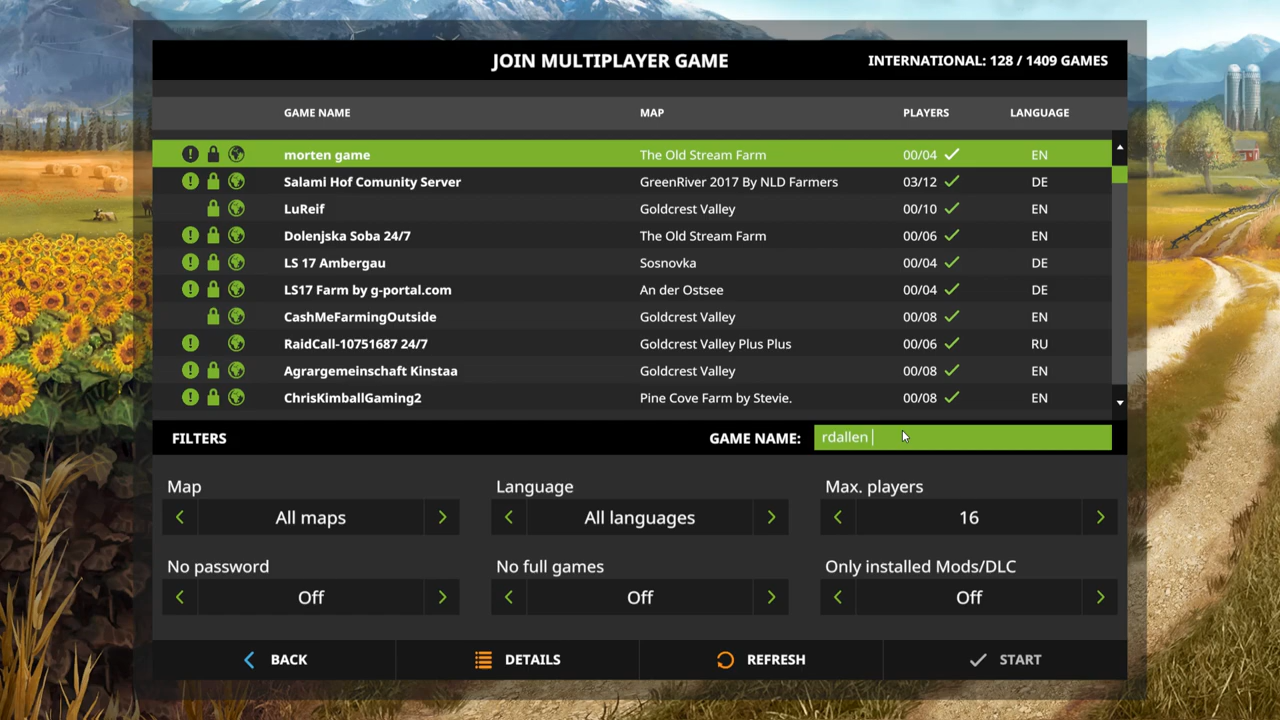 JOIN MULTIPLAYER GAME INTERNATIONAL: 128 / 1409 GAMES
GAME NAME MAP PLAYERS LANGUAGE
morten game The Old Stream Farm 00/04 EN
Salami Hof Comunity Server GreenRiver 2017 By NLD Farmers 03/12 DE
LuReif Goldcrest Valley 00/10 EN
Dolenjska Soba 24/7 The Old Stream Farm 00/06 EN
LS 17 Ambergau Sosnovka 00/04 DE
LS17 Farm by g-portal.com An der Ostsee 00/04 DE
CashMeFarmingOutside Goldcrest Valley 00/08 EN
RaidCall-10751687 24/7 Goldcrest Valley Plus Plus 00/06 RU
Agrargemeinschaft Kinstaa Goldcrest Valley 00/08 EN
ChrisKimballGaming2 Pine Cove Farm by Stevie. 00/08 EN
FILTERS GAME NAME: rdallen
Map Language Max. players
All maps All languages 16
No password No full games Only installed Mods/DLC
Off Off Off
BACK DETAILS REFRESH START